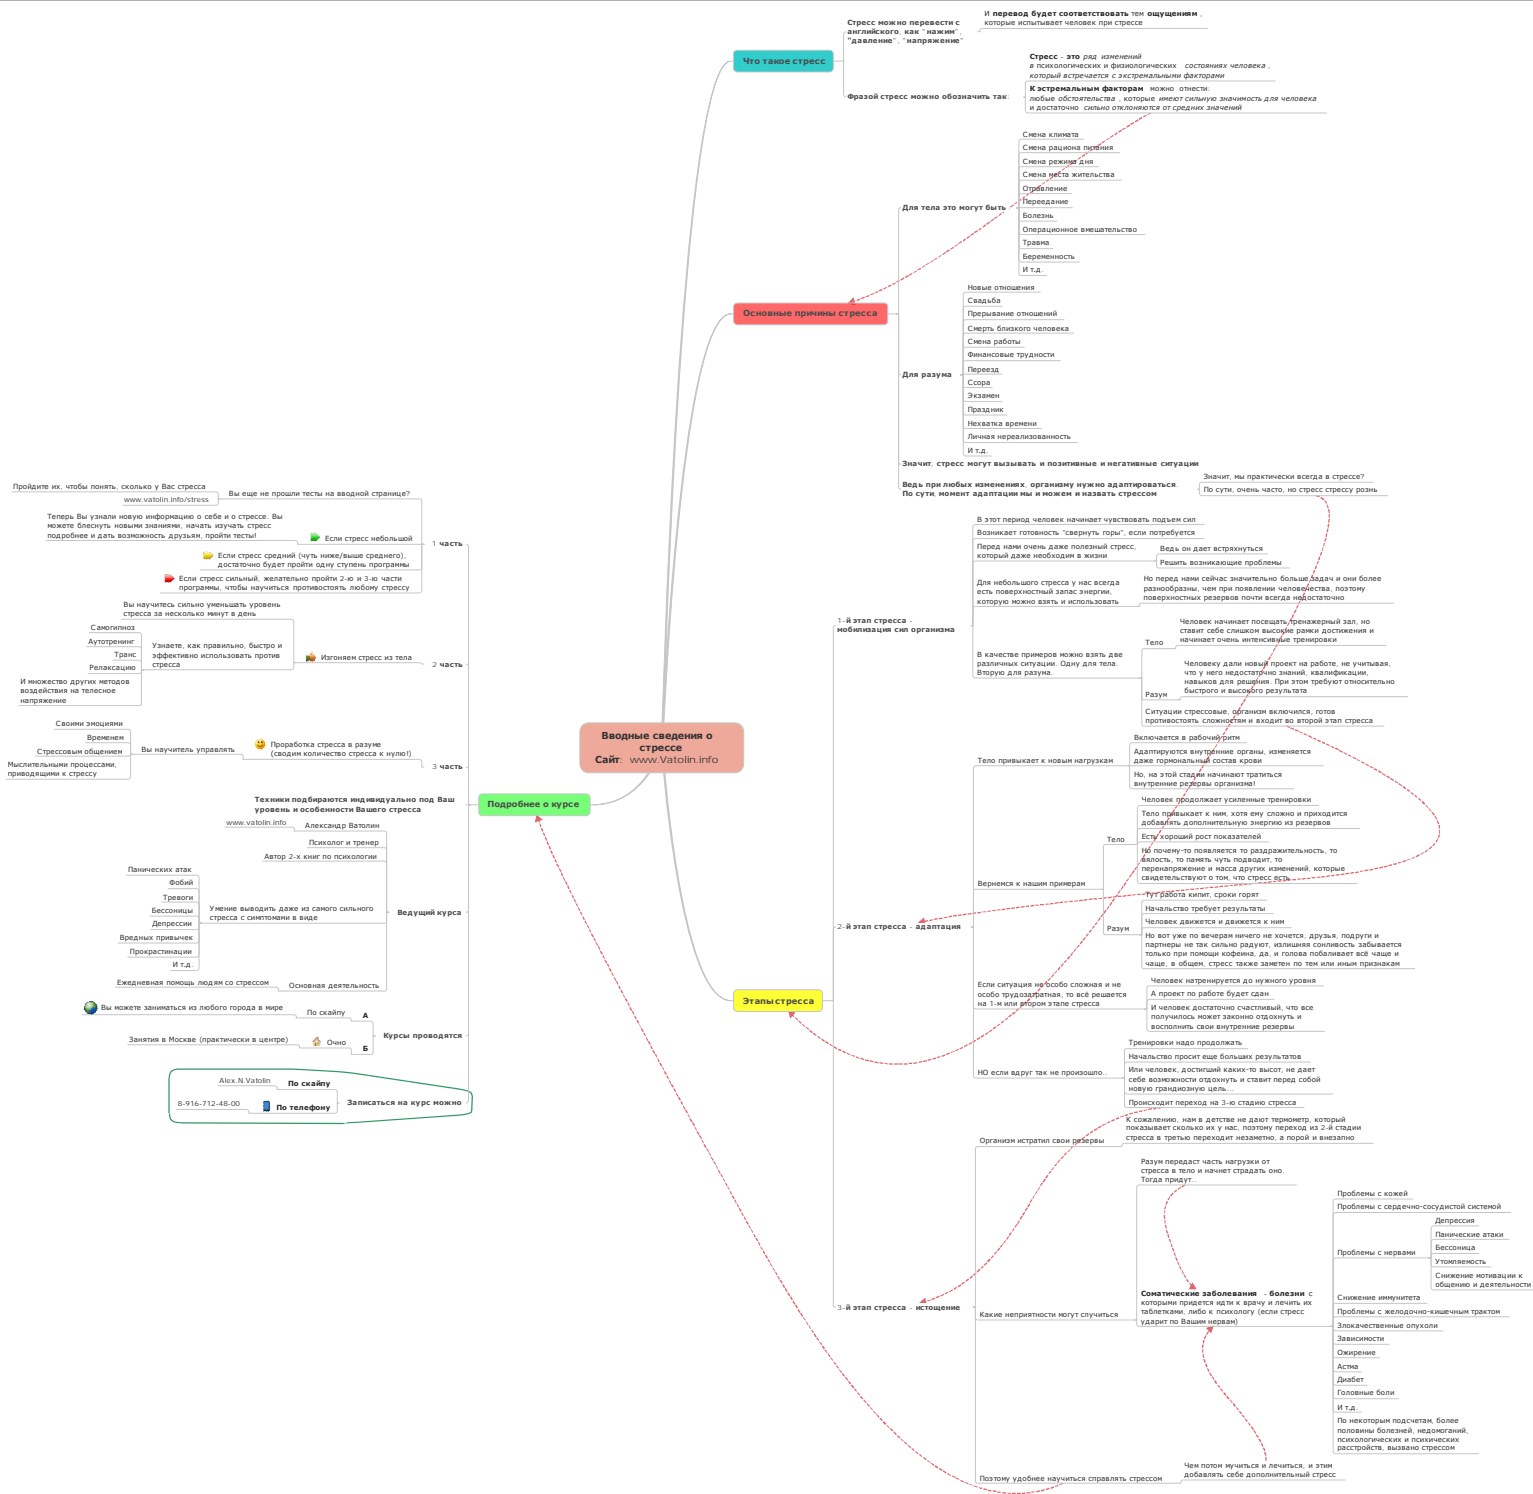 Вводные сведения о
стрессе
Сайт: www.Vatolin.info
Что такое стресс
Стресс можно перевести с
английского, как "нажим",
"давление", "напряжение"
И перевод будет соответствовать тем ощущениям ,
которые испытывает человек при стрессе
Фразой стресс можно обозначить так:
Стресс - это ряд изменений
в психологических и физиологических состояниях человека ,
который встречается с экстремальными факторами
К эстремальным факторам можно отнести:
любые обстоятельства , которые имеют сильную значимость для человека
и достаточно сильно отклоняются от средних значений
Основные причины стресса
Для тела это могут быть
Смена климата
Смена рациона питания
Смена режима дня
Смена места жительства
Отравление
Переедание
Болезнь
Операционное вмешательство
Травма
Беременность
И т.д.
Для разума
Новые отношения
Свадьба
Прерывание отношений
Смерть близкого человека
Смена работы
Финансовые трудности
Переезд
Ссора
Экзамен
Праздник
Нехватка времени
Личная нереализованность
И т.д.
Значит, стресс могут вызывать и позитивные и негативные ситуации
Ведь при любых изменениях, организму нужно адаптироваться.
По сути, момент адаптации мы и можем и назвать стрессом
Значит, мы практически всегда в стрессе?
По сути, очень часто, но стресс стрессу рознь
Этапы стресса
1-й этап стресса -
мобилизация сил организма
В этот период человек начинает чувствовать подъем сил
Возникает готовность "свернуть горы", если потребуется
Перед нами очень даже полезный стресс,
который даже необходим в жизни
Ведь он дает встряхнуться
Решить возникающие проблемы
Для небольшого стресса у нас всегда
есть поверхностный запас энергии,
которую можно взять и использовать
Но перед нами сейчас значительно больше задач и они более
разнообразны, чем при появлении человечества, поэтому
поверхностных резервов почти всегда недостаточно
В качестве примеров можно взять две
различных ситуации. Одну для тела.
Вторую для разума.
Тело
Человек начинает посещать тренажерный зал, но
ставит себе слишком высокие рамки достижения и
начинает очень интенсивные тренировки
Разум
Человеку дали новый проект на работе, не учитывая,
что у него недостаточно знаний, квалификации,
навыков для решения. При этом требуют относительно
быстрого и высокого результата
Ситуации стрессовые, организм включился, готов
противостоять сложностям и входит во второй этап стресса
2-й этап стресса - адаптация
Тело привыкает к новым нагрузкам
Включается в рабочий ритм
Адаптируются внутренние органы, изменяется
даже гормональный состав крови
Но, на этой стадии начинают тратиться
внутренние резервы организма!
Вернемся к нашим примерам
Тело
Человек продолжает усиленные тренировки
Тело привыкает к ним, хотя ему сложно и приходится
добавлять дополнительную энергию из резервов
Есть хороший рост показателей
Но почему-то появляется то раздражительность, то
вялость, то память чуть подводит, то
перенапряжение и масса других изменений, которые
свидетельствуют о том, что стресс есть
Разум
Тут работа кипит, сроки горят
Начальство требует результаты
Человек движется и движется к ним
Но вот уже по вечерам ничего не хочется, друзья, подруги и
партнеры не так сильно радуют, излишняя сонливость забывается
только при помощи кофеина, да, и голова побаливает всё чаще и
чаще, в общем, стресс также заметен по тем или иным признакам
Если ситуация не особо сложная и не
особо трудозатратная, то всё решается
на 1-м или втором этапе стресса
Человек натренируется до нужного уровня
А проект по работе будет сдан
И человек достаточно счастливый, что все
получилось может законно отдохнуть и
восполнить свои внутренние резервы
НО если вдруг так не произошло..
Тренировки надо продолжать
Начальство просит еще больших результатов
Или человек, достигший каких-то высот, не дает
себе возможности отдохнуть и ставит перед собой
новую грандиозную цель...
Происходит переход на 3-ю стадию стресса
3-й этап стресса - истощение
Организм истратил свои резервы
К сожалению, нам в детстве не дают термометр, который
показывает сколько их у нас, поэтому переход из 2-й стадии
стресса в третью переходит незаметно, а порой и внезапно
Какие неприятности могут случиться
Разум передаст часть нагрузки от
стресса в тело и начнет страдать оно.
Тогда придут..
Соматические заболевания - болезни с
которыми придется идти к врачу и лечить их
таблетками, либо к психологу (если стресс
ударит по Вашим нервам)
Проблемы с кожей
Проблемы с сердечно-сосудистой системой
Проблемы с нервами
Депрессия
Панические атаки
Бессоница
Утомляемость
Снижение мотивации к
общению и деятельности
Снижение иммунитета
Проблемы с желодочно-кишечным трактом
Злокачественные опухоли
Зависимости
Ожирение
Астма
Диабет
Головные боли
И т.д.
По некоторым подсчетам, более
половины болезней, недомоганий,
психологических и психических
расстройств, вызвано стрессом
Поэтому удобнее научиться справлять стрессом
Чем потом мучиться и лечиться, и этим
добавлять себе дополнительный стресс
Подробнее о курсе
1 часть
Вы еще не прошли тесты на вводной странице?
Пройдите их, чтобы понять, сколько у Вас стресса
www.vatolin.info/stress
Если стресс небольшой
Теперь Вы узнали новую информацию о себе и о стрессе. Вы
можете блеснуть новыми знаниями, начать изучать стресс
подробнее и дать возможность друзьям, пройти тесты!
Если стресс средний (чуть ниже/выше среднего),
достаточно будет пройти одну ступень программы
Если стресс сильный, желательно пройти 2-ю и 3-ю части
программы, чтобы научиться противостоять любому стрессу
2 часть
Изгоняем стресс из тела
Вы научитесь сильно уменьшать уровень
стресса за несколько минут в день
Узнаете, как правильно, быстро и
эффективно использовать против
стресса
Самогипноз
Аутотренинг
Транс
Релаксацию
И множество других методов
воздействия на телесное
напряжение
3 часть
Проработка стресса в разуме
(сводим количество стресса к нулю!)
Вы научитель управлять
Своими эмоциями
Временем
Стрессовым общением
Мыслительными процессами,
приводящими к стрессу
Техники подбираются индивидуально под Ваш
уровень и особенности Вашего стресса
Ведущий курса
Александр Ватолин
www.vatolin.info
Психолог и тренер
Автор 2-х книг по психологии
Умение выводить даже из самого сильного
стресса с симптомами в виде
Панических атак
Фобий
Тревоги
Бессоницы
Депрессии
Вредных привычек
Прокрастинации
И т.д.
Основная деятельность
Ежедневная помощь людям со стрессом
Курсы проводятся
А
По скайпу
Вы можете заниматься из любого города в мире
Б
Очно
Занятия в Москве (практически в центре)
Записаться на курс можно
По скайпу
Alex.N.Vatolin
По телефону
8-916-712-48-00